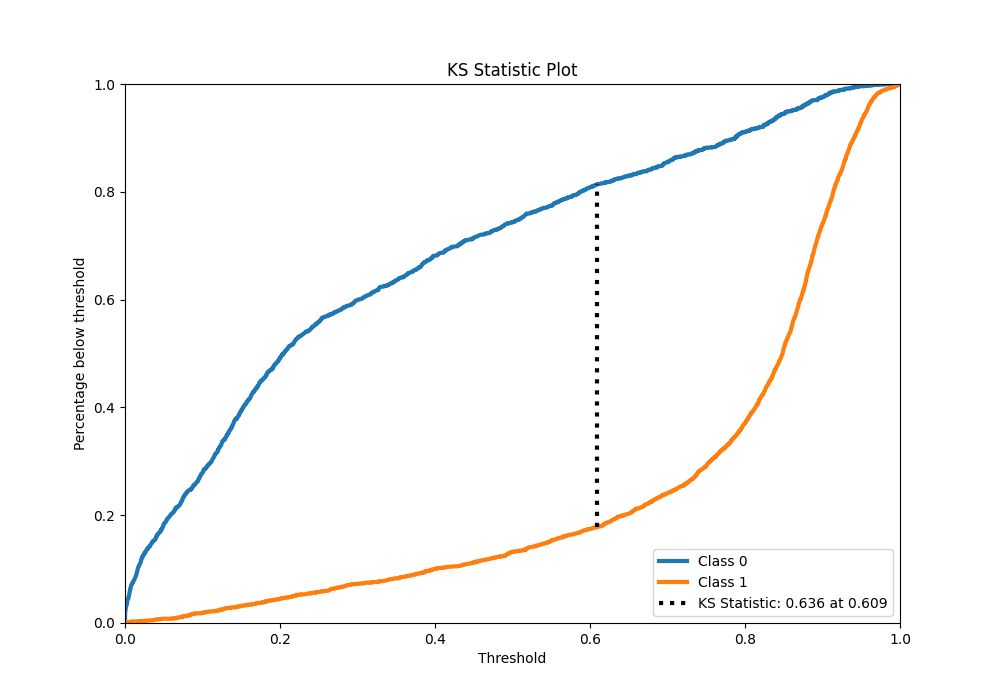 KS Statistic Plot
Percentage below threshold
1.0
0.8
0.6
0.4
0.2
0.0
0.0 0.2 0.4 0.6 0.8 1.0
Threshold
Class 0
Class 1
KS Statistic: 0.636 at 0.609